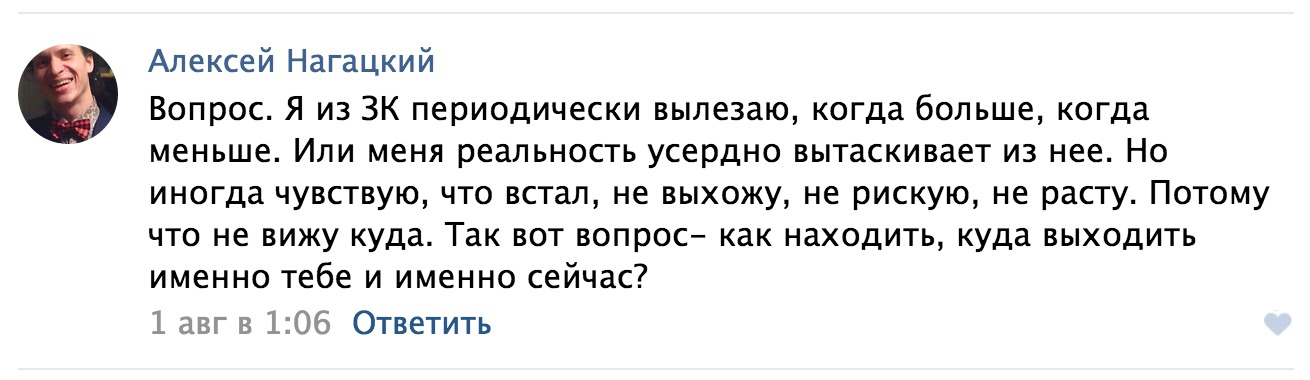 Алексей Нагацкий
Вопрос. Я из ЗК периодически вылезаю, когда больше, когда
меньше. Или меня реальность усердно вытаскивает из нее. Но
иногда чувствую, что встал, не выхожу, не рискую, не расту. Потому
что не вижу куда. Так вот вопрос– как находить, куда выходить
именно тебе и именно сейчас?
1 авг в 1:06 Ответить